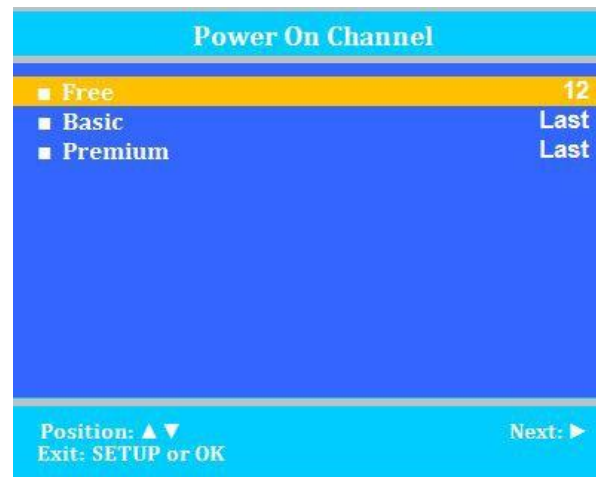 Power On Channel
■ Free 12
■ Basic Last
■ Premium Last
Position: ▲ ▼ Next: ►
Exit: SETUP or OK